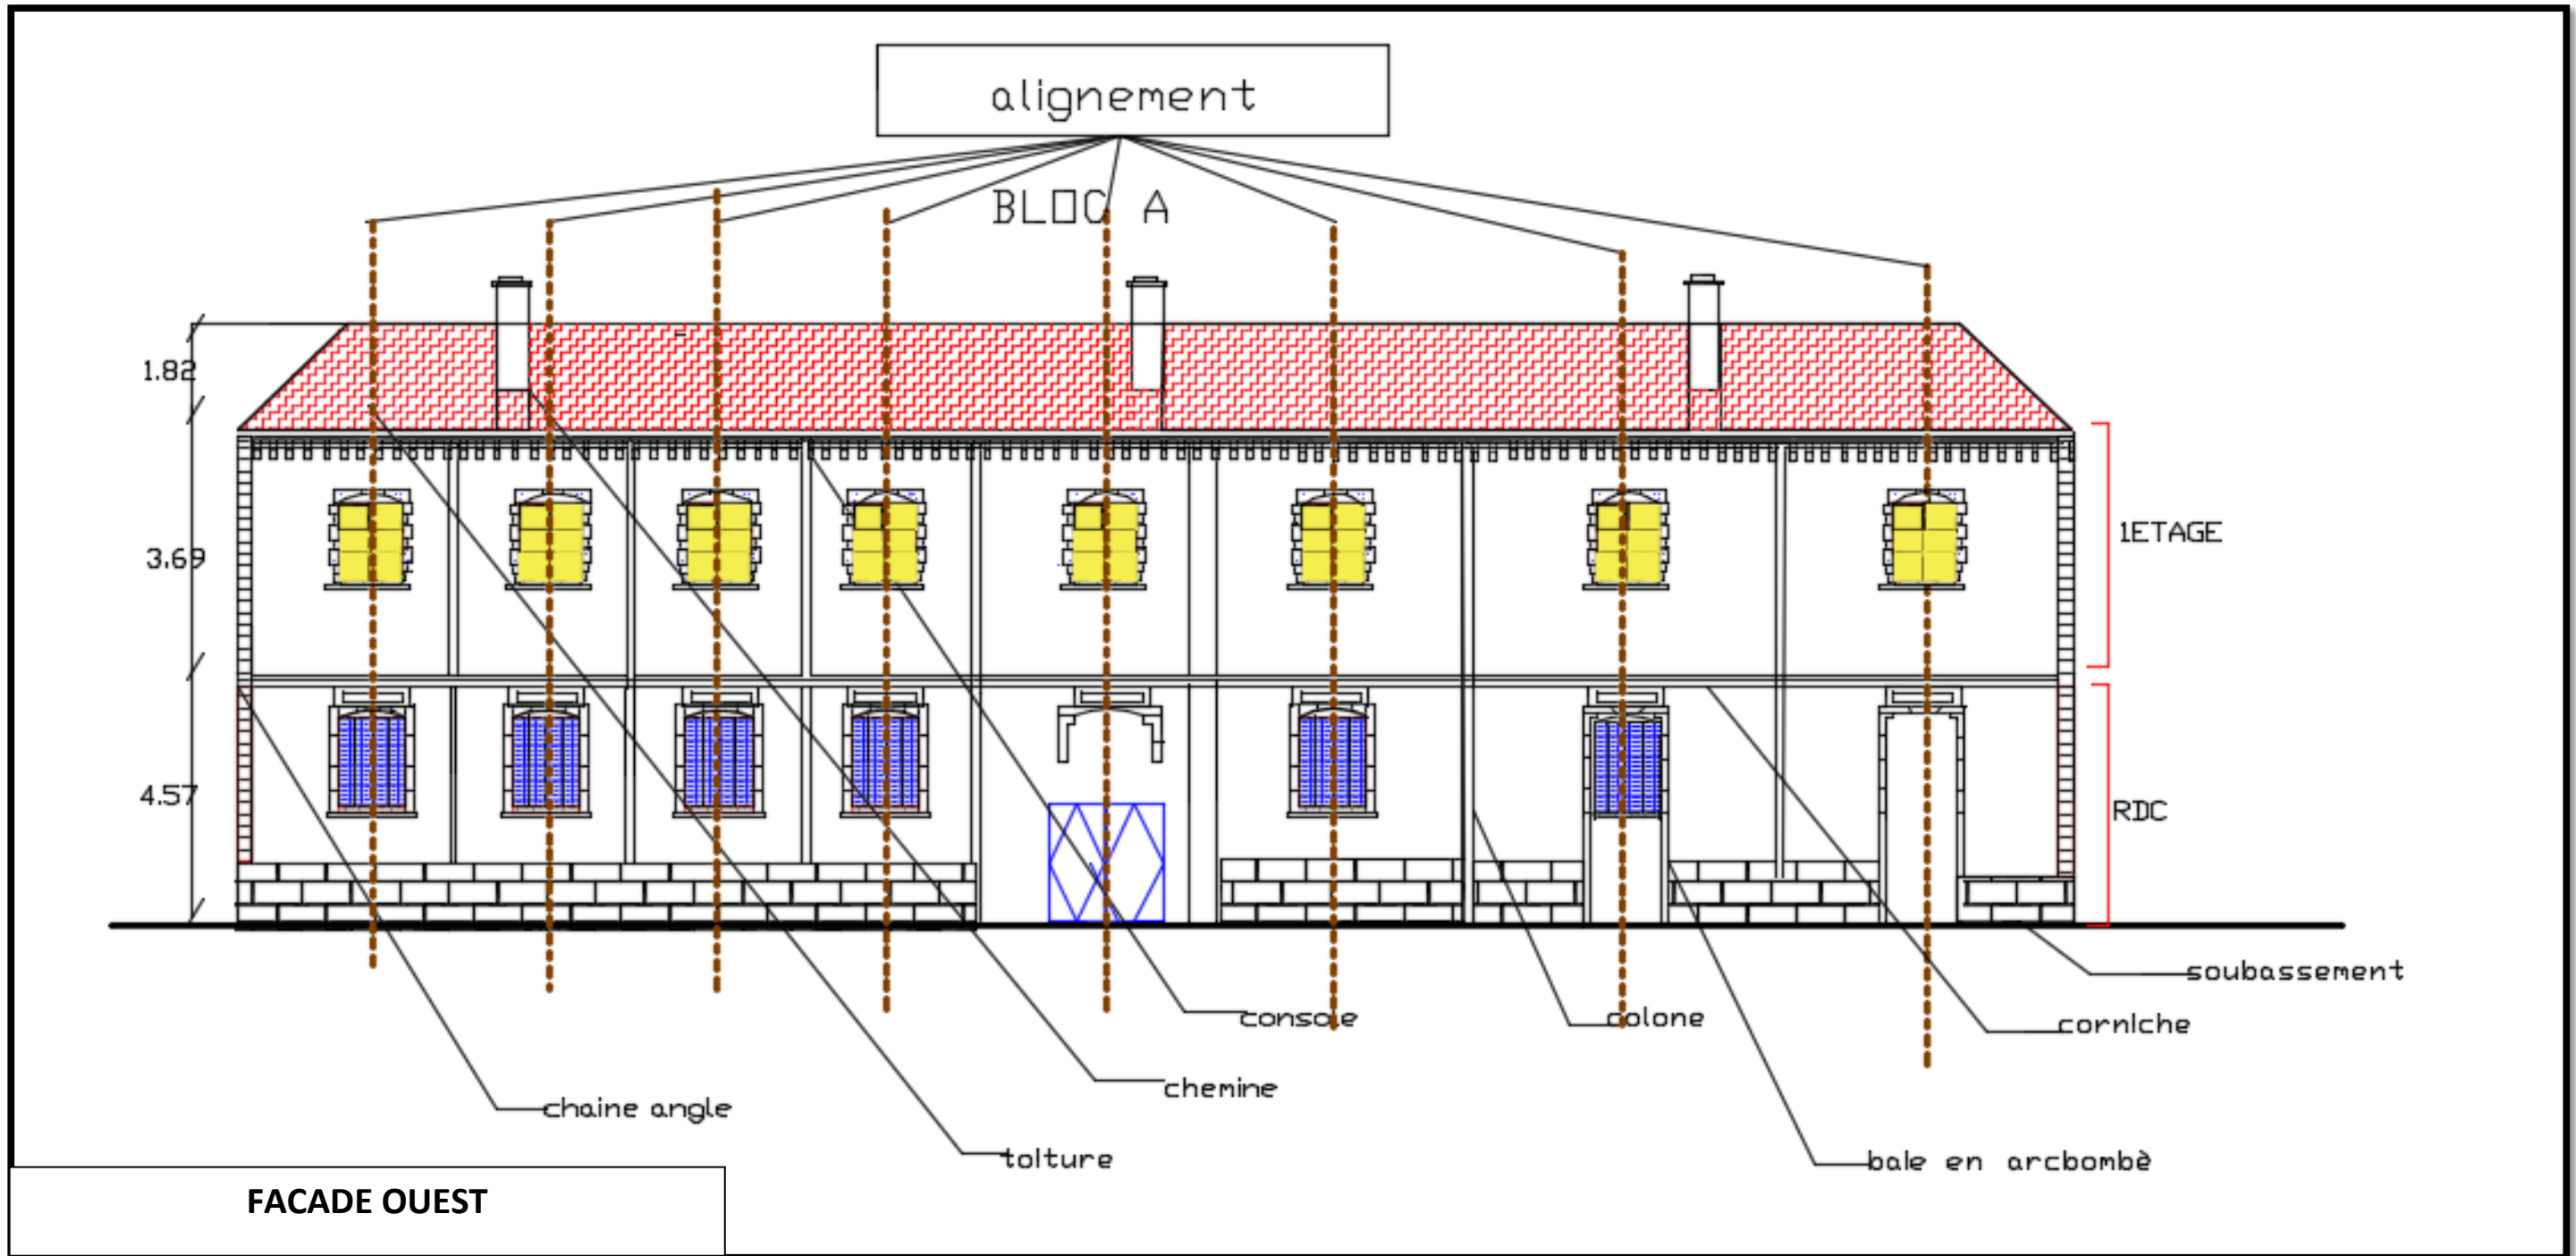 alignement
BLOC A
1.82
3.69
1ETAGE
4.57
RDC
soubassement
console
colone
corniche
chemine
chaine angle
toiture
baie en arcbombè
FACADE OUEST